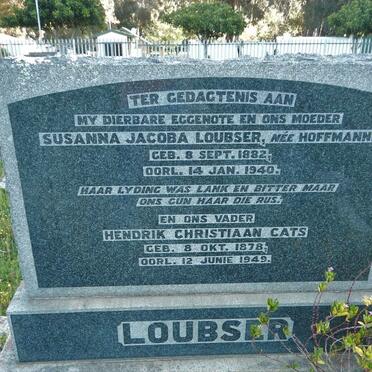 TER GEDAGTENIS AAN
MY DIERBARE EGGENOTE EN ONS MOEDER
SUSANNA JACOBA LOUBSER, NÉE HOFFMANN
GEB. 8 SEPT. 1882,
OORL. 14 JAN. 1940.
HAAR LYDING WAS LANK EN BITTER MAAR
ONS GUN HAAR DIE RUS.
EN ONS VADER
HENDRIK CHRISTIAAN CATS
GEB. 8 OKT. 1878,
OORL. 12 JUNIE 1949.
LOUBSER